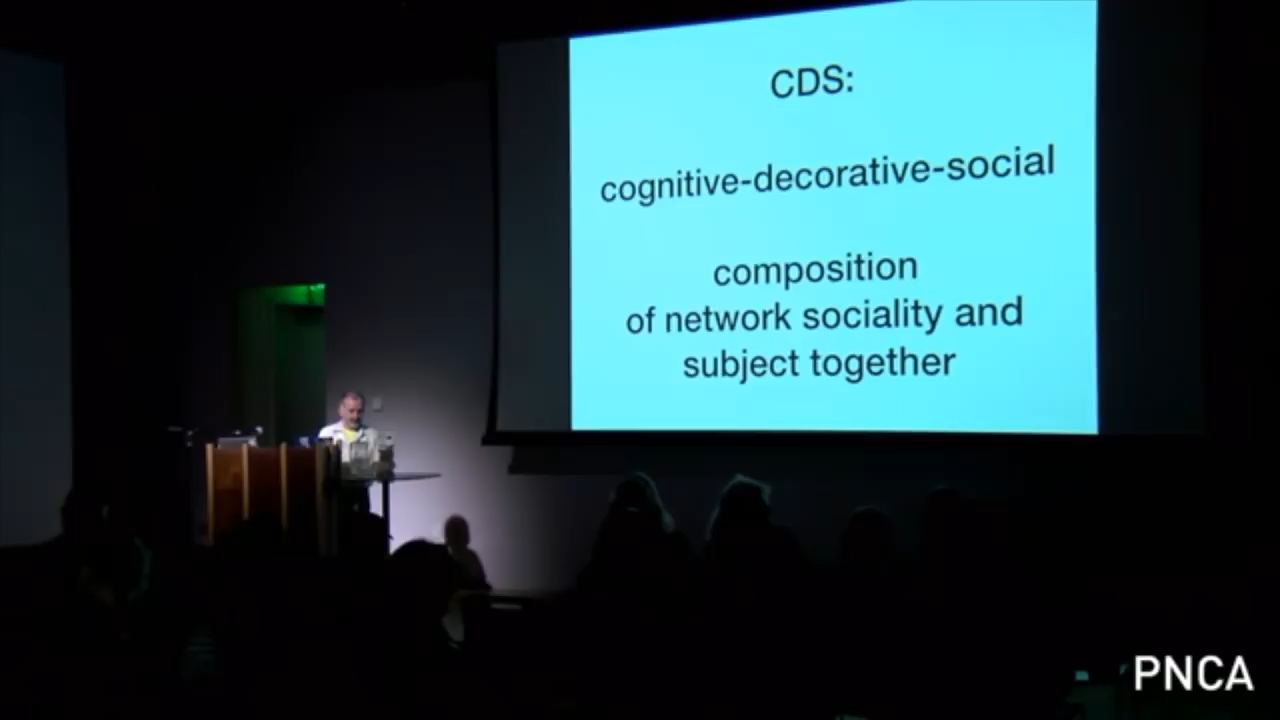 CDS:
cognitive-decorative-social
composition
of network sociality and
subject together
PNCA